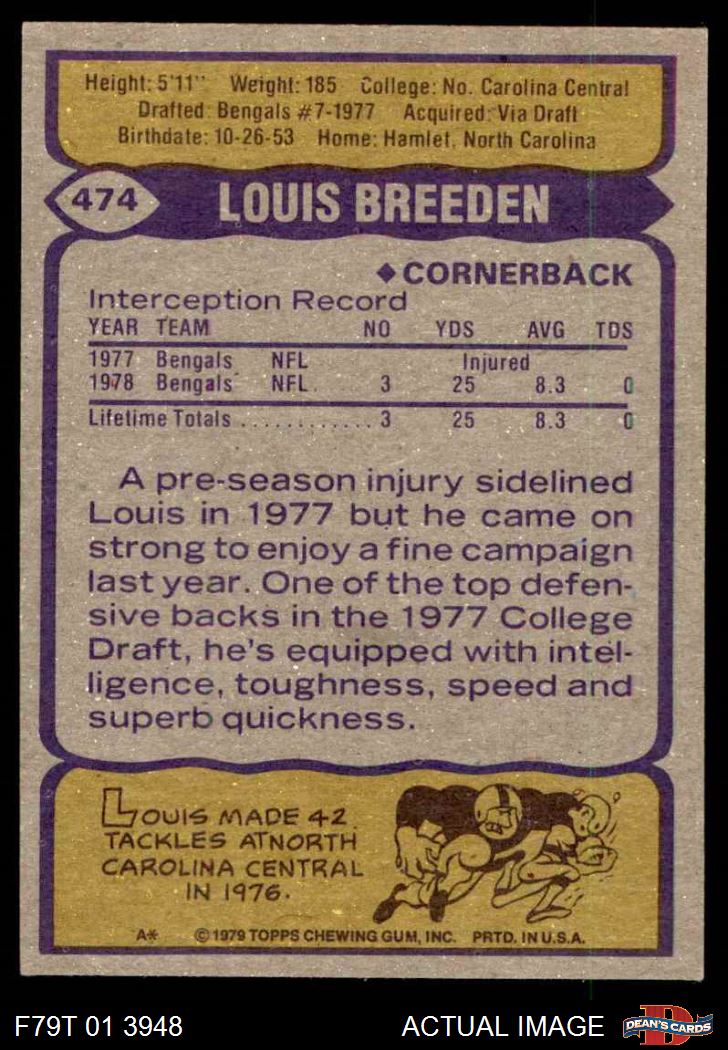 Height: 5'11" Weight: 185 College: No. Carolina Central
Drafted: Bengals #7-1977 Acquired: Via Draft
Birthdate: 10-26-53 Home: Hamlet, North Carolina
474 LOUIS BREEDEN
◆ CORNERBACK
Interception Record
YEAR TEAM NO YDS AVG TDS
1977 Bengals NFL Injured
1978 Bengals NFL 3 25 8.3 0
Lifetime Totals . . . . . . . . . . . . 3 25 8.3 0
A pre-season injury sidelined
Louis in 1977 but he came on
strong to enjoy a fine campaign
last year. One of the top defen-
sive backs in the 1977 College
Draft, he's equipped with intel-
ligence, toughness, speed and
superb quickness.
LOUIS MADE 42
TACKLES AT NORTH
CAROLINA CENTRAL
IN 1976.
A* © 1979 TOPPS CHEWING GUM, INC. PRTD. IN U.S.A.
F79T 01 3948 ACTUAL IMAGE D DEAN'S CARDS